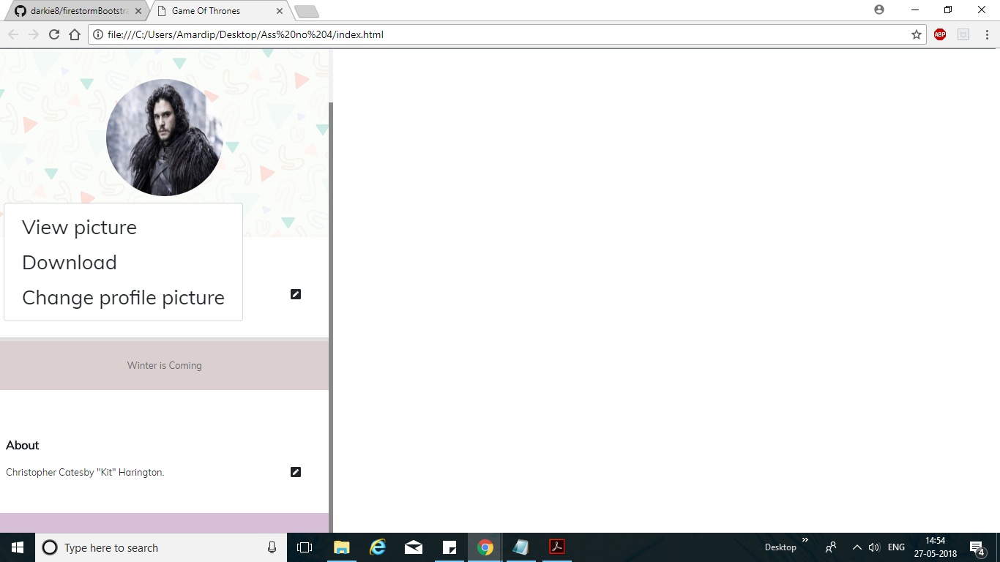 darkie8/firestormBootstra
Game Of Thrones
file:///C:/Users/Amardip/Desktop/Ass%20no%204/index.html
ABP
View picture
Download
Change profile picture
Winter is Coming
About
Christopher Catesby "Kit" Harington.
Type here to search
Desktop
ENG
14:54
27-05-2018
4